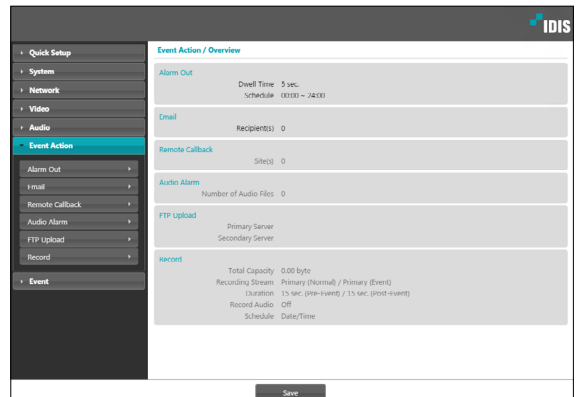 IDIS
Quick Setup
System
Network
Video
Audio
Event Action
Alarm Out
Email
Remote Callback
Audio Alarm
FTP Upload
Record
Event
Event Action / Overview
Alarm Out
Dwell Time 5 sec.
Schedule 00:00 ~ 24:00
Email
Recipient(s) 0
Remote Callback
Site(s) 0
Audio Alarm
Number of Audio Files 0
FTP Upload
Primary Server
Secondary Server
Record
Total Capacity 0.00 byte
Recording Stream Primary (Normal) / Primary (Event)
Duration 15 sec. (Pre-Event) / 15 sec. (Post-Event)
Record Audio Off
Schedule Date/Time
Save